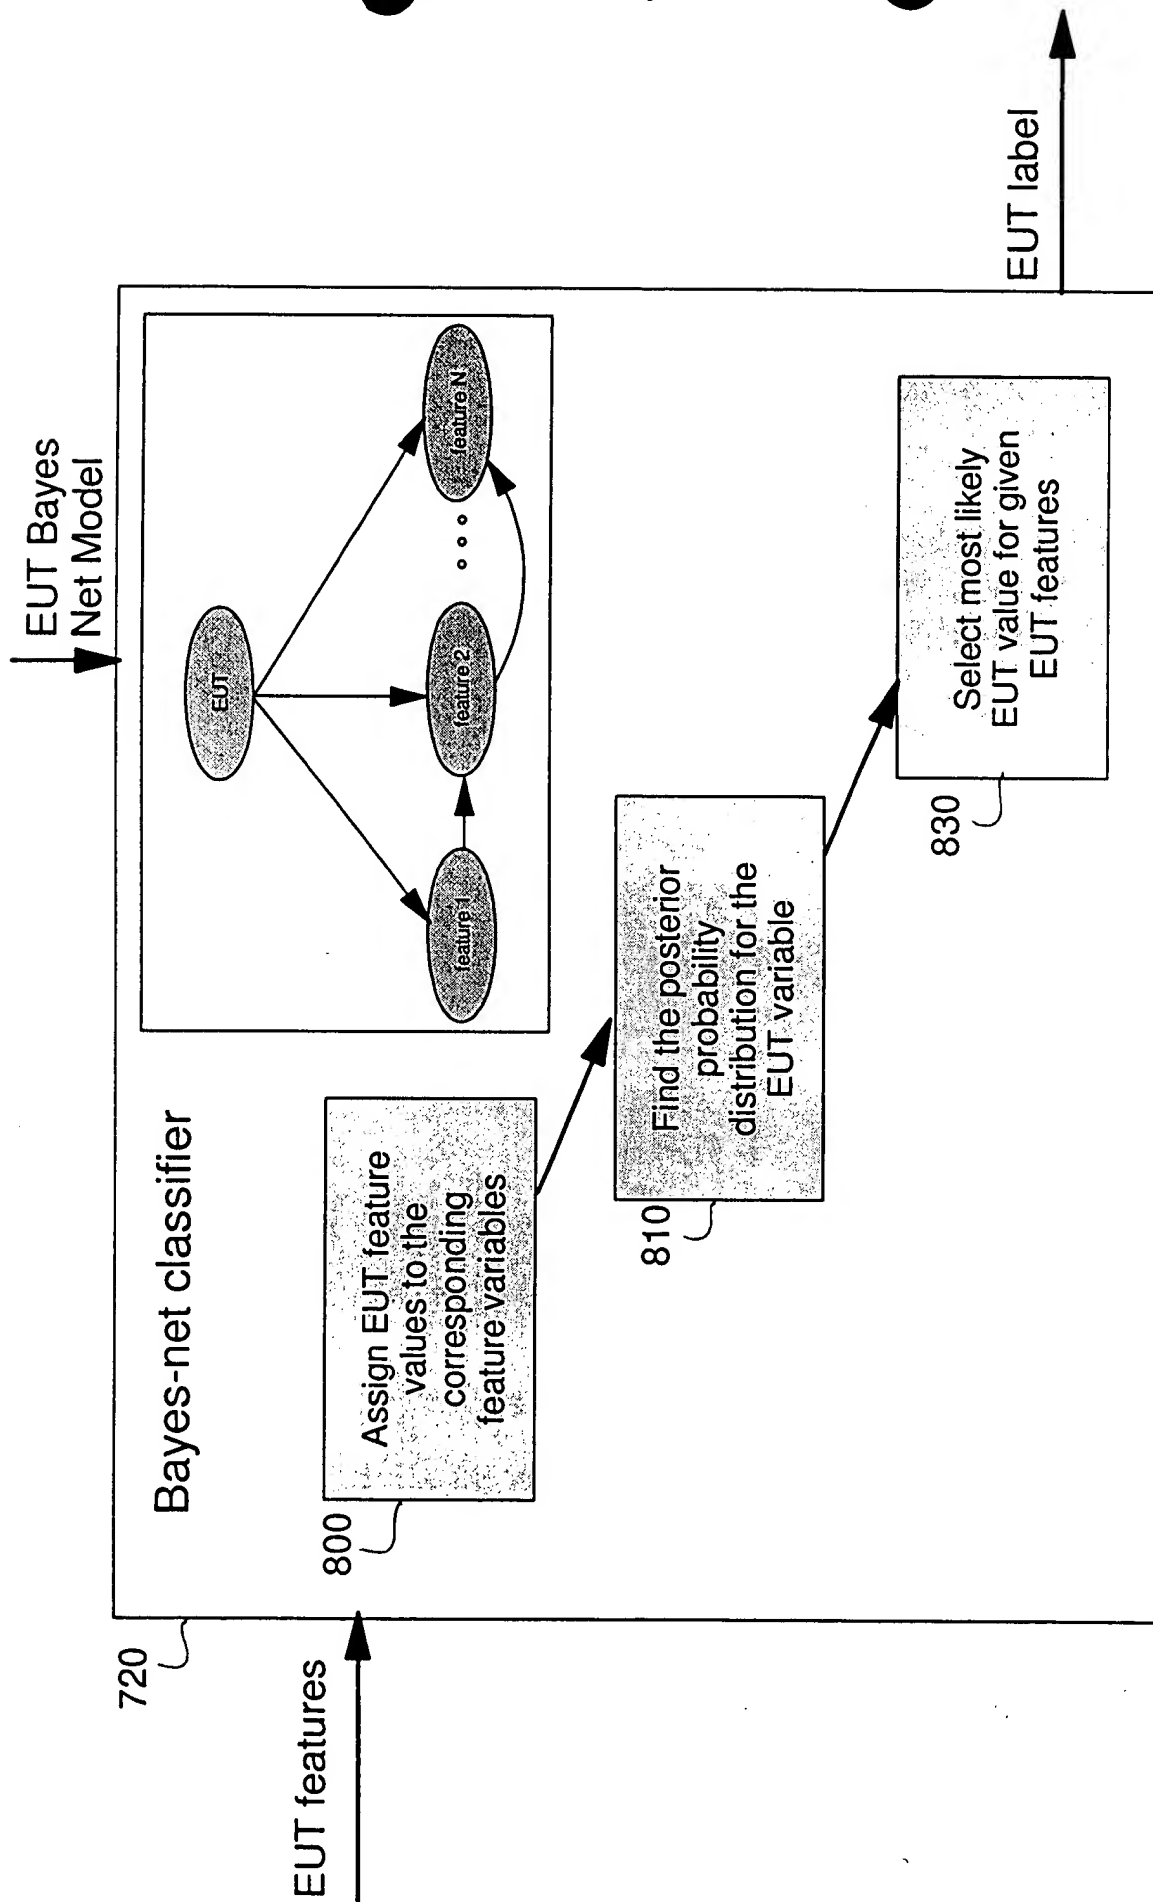 EUT Bayes
Net Model
720
Bayes-net classifier
EUT
feature 1
feature 2
feature N
EUT features
800
Assign EUT feature
values to the
corresponding
feature variables
810
Find the posterior
probability
distribution for the
EUT variable
830
Select most likely
EUT value for given
EUT features
EUT label